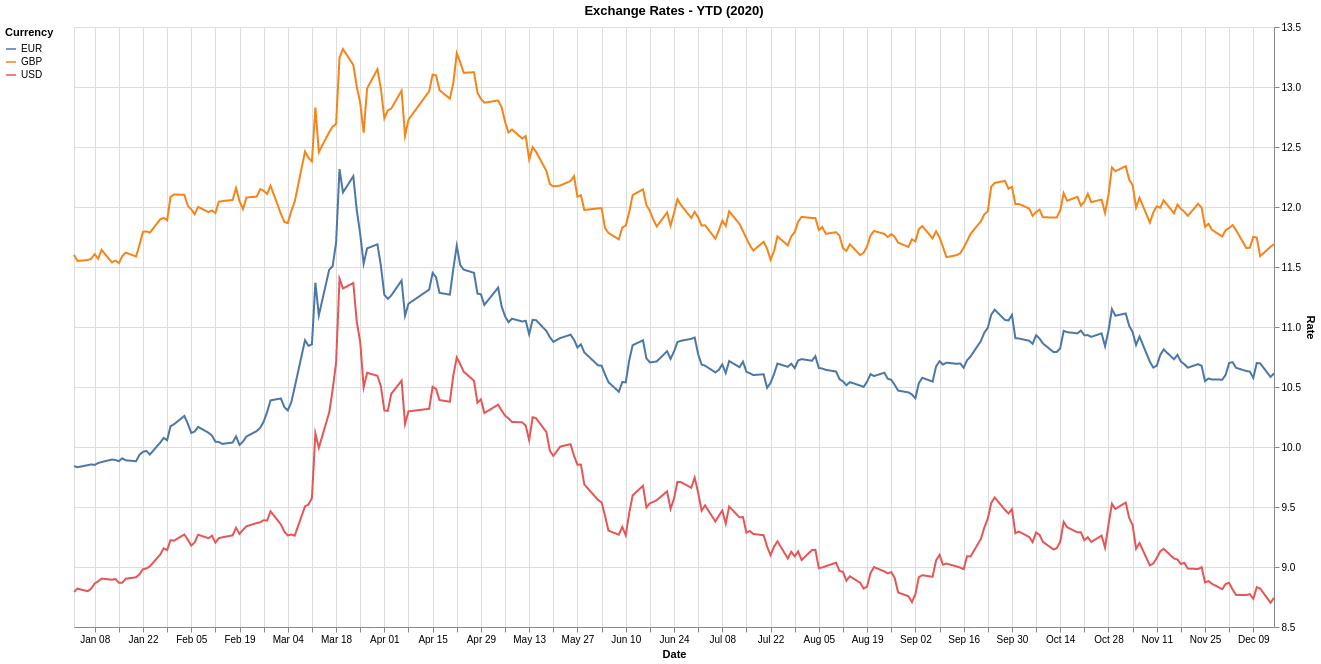 Exchange Rates - YTD (2020)
Currency
EUR
GBP
USD
13.5
13.0
12.5
12.0
11.5
11.0
10.5
10.0
9.5
9.0
8.5
Rate
Jan 08 Jan 22 Feb 05 Feb 19 Mar 04 Mar 18 Apr 01 Apr 15 Apr 29 May 13 May 27 Jun 10 Jun 24 Jul 08 Jul 22 Aug 05 Aug 19 Sep 02 Sep 16 Sep 30 Oct 14 Oct 28 Nov 11 Nov 25 Dec 09
Date